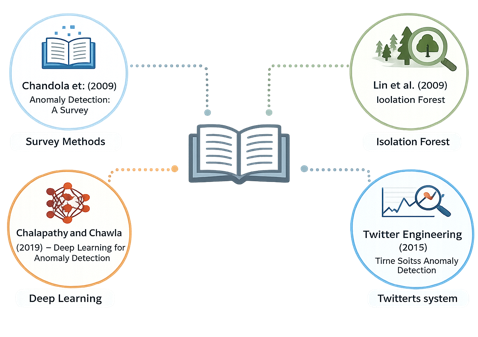 Chandola et: (2009)
Anomaly Detection:
A Survey
Survey Methods
Lin et al. (2009)
Isolation Forest
Isolation Forest
Chalapathy and Chawla
(2019) – Deep Learning for
Anomaly Detection
Deep Learning
Twitter Engineering
(2015)
Time Soitss Anomaly
Detection
Twitterts system